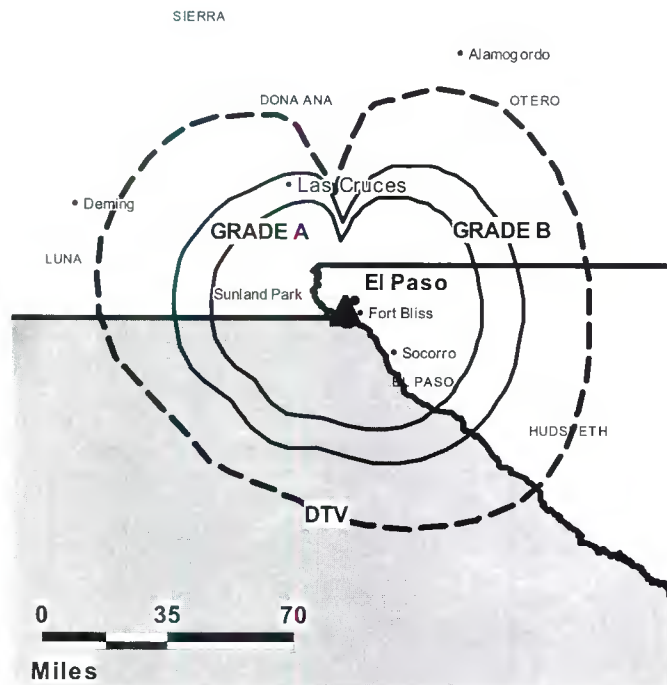 SIERRA
Alamogordo
DONA ANA
OTERO
Las Cruces
Deming
GRADE A
GRADE B
LUNA
El Paso
Sunland Park
Fort Bliss
Socorro
EL PASO
HUDSPETH
DTV
0 35 70
Miles